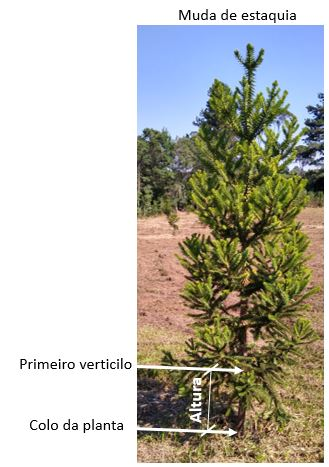 Muda de estaquia
Primeiro verticilo
Altura
Colo da planta